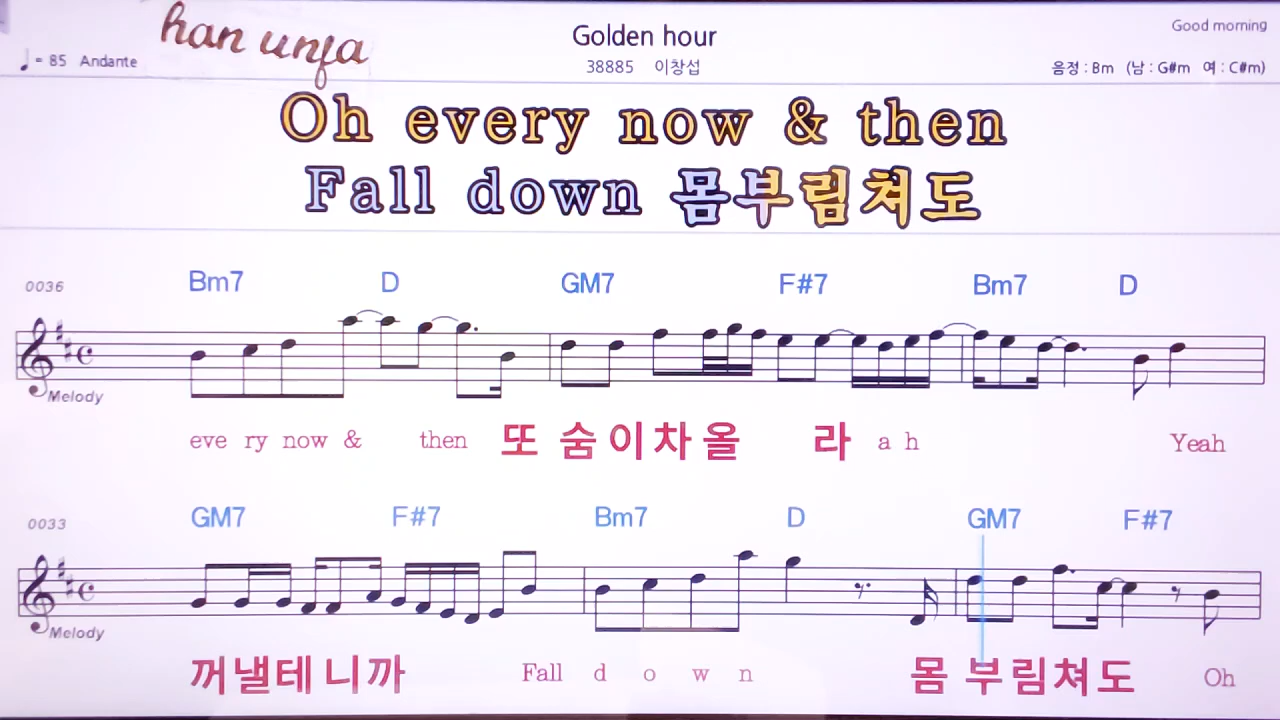 han unja
Golden hour
Good morning
♩ = 85 Andante
38885 이창섭
음정 : Bm (남 : G#m 여 : C#m)
Oh every now & then
Fall down 몸부림쳐도
0036 Bm7 D GM7 F#7 Bm7 D
Melody
eve ry now & then 또 숨이차올 라 a h Yeah
0033 GM7 F#7 Bm7 D GM7 F#7
Melody
꺼낼테니까 Fall d o w n 몸 부림쳐도 Oh